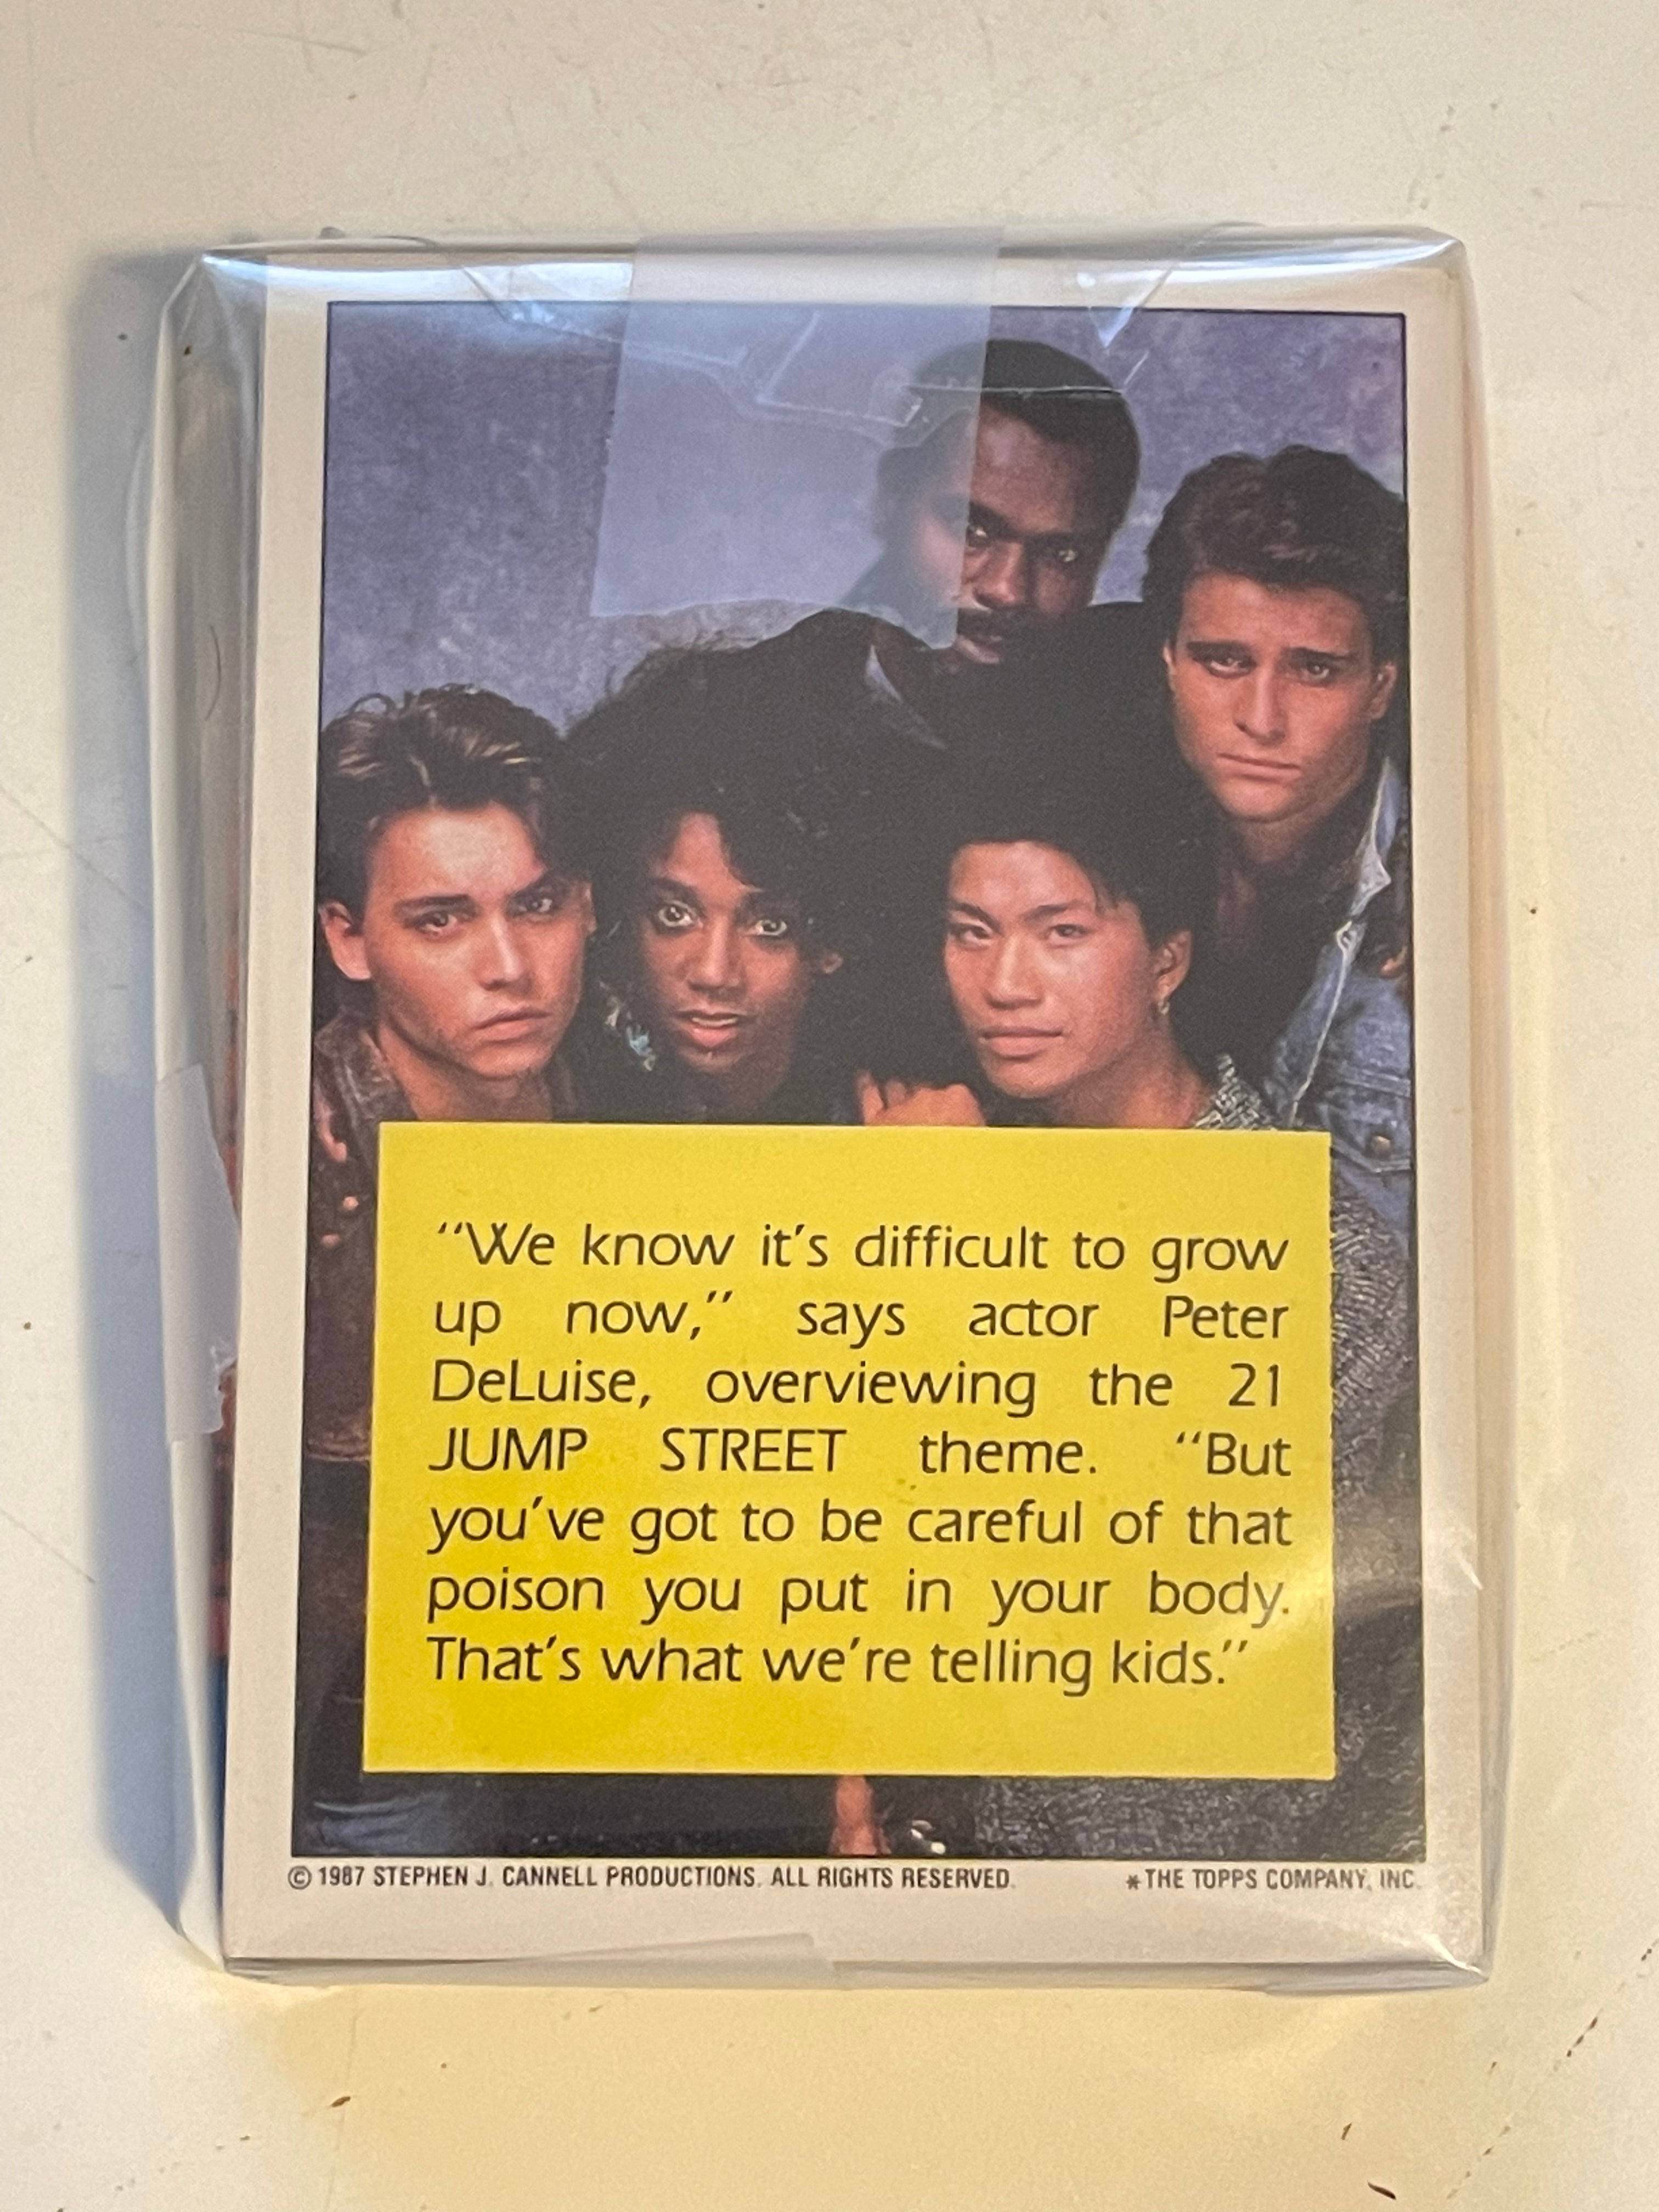 “We know it's difficult to grow
up now,” says actor Peter
DeLuise, overviewing the 21
JUMP STREET theme. “But
you've got to be careful of that
poison you put in your body.
That's what we're telling kids.”
© 1987 STEPHEN J. CANNELL PRODUCTIONS. ALL RIGHTS RESERVED.
*THE TOPPS COMPANY, INC.